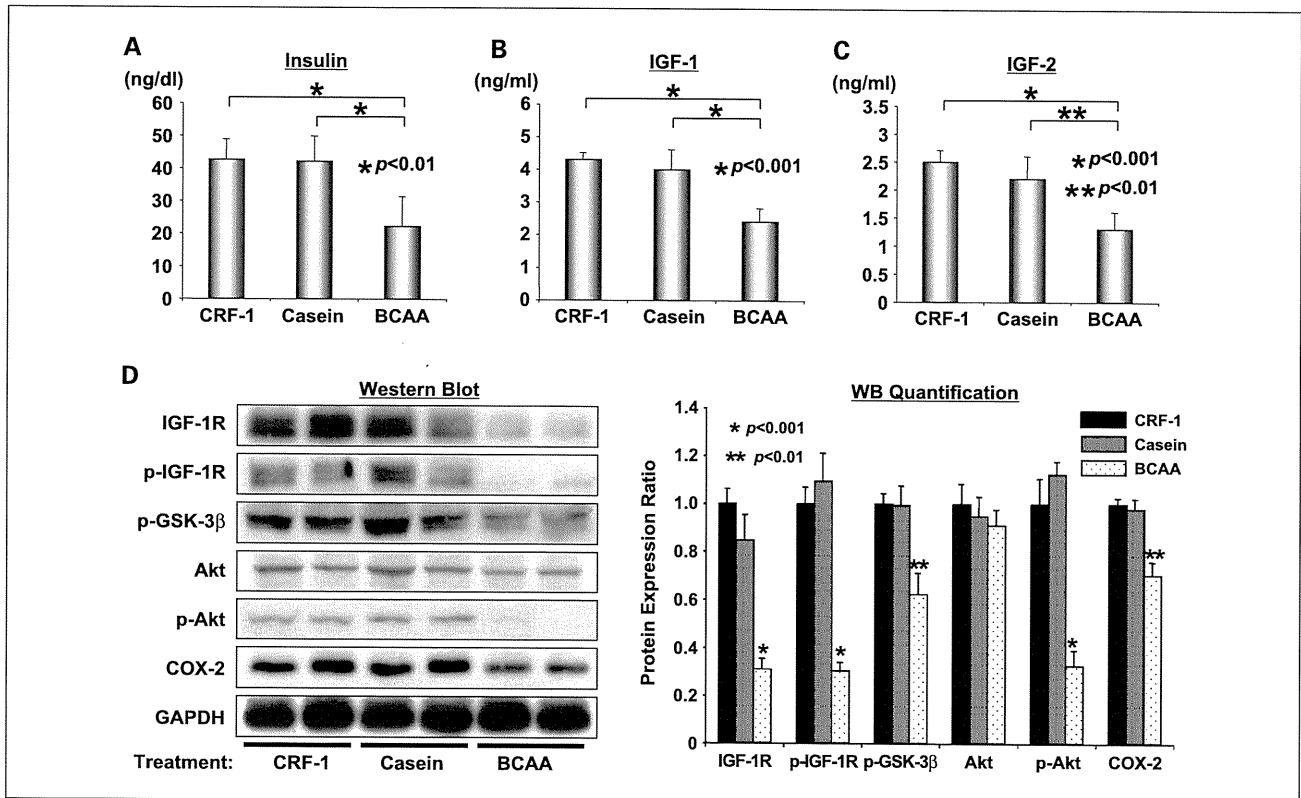 A
Insulin
(ng/dl)
60
50
40
30
20
10
0
*
*
* p<0.01
CRF-1 Casein BCAA
B
IGF-1
(ng/ml)
6
5
4
3
2
1
0
*
*
* p<0.001
CRF-1 Casein BCAA
C
IGF-2
(ng/ml)
3.5
3
2.5
2
1.5
1
0.5
0
*
**
* p<0.001
** p<0.01
CRF-1 Casein BCAA
D
Western Blot
IGF-1R
p-IGF-1R
p-GSK-3β
Akt
p-Akt
COX-2
GAPDH
Treatment: CRF-1 Casein BCAA
WB Quantification
Protein Expression Ratio
1.4
1.2
1.0
0.8
0.6
0.4
0.2
0
* p<0.001
** p<0.01
CRF-1
Casein
BCAA
*
*
**
*
**
IGF-1R p-IGF-1R p-GSK-3β Akt p-Akt COX-2